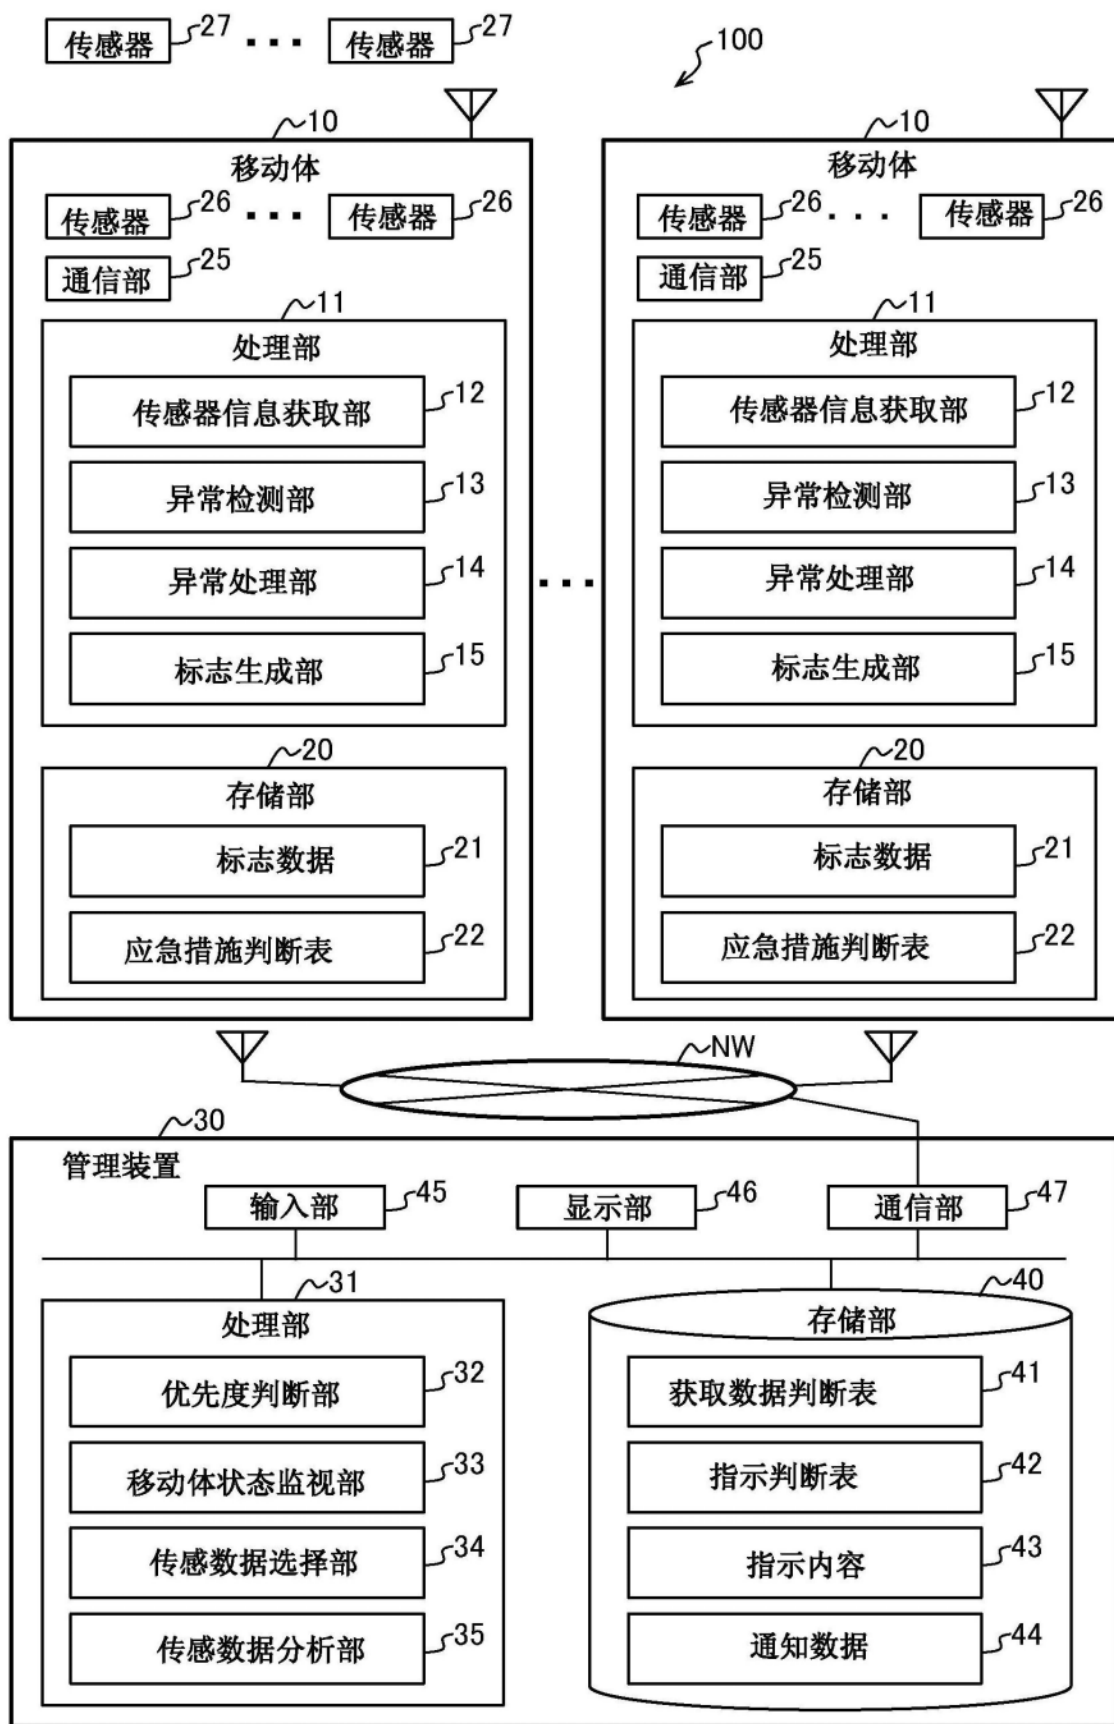 传感器 27 ··· 传感器 27
100
10
移动体
传感器 26 ··· 传感器 26
通信部 25
11
处理部
传感器信息获取部 12
异常检测部 13
异常处理部 14
标志生成部 15
20
存储部
标志数据 21
应急措施判断表 22
···
10
移动体
传感器 26 ··· 传感器 26
通信部 25
11
处理部
传感器信息获取部 12
异常检测部 13
异常处理部 14
标志生成部 15
20
存储部
标志数据 21
应急措施判断表 22
NW
30
管理装置
输入部 45
显示部 46
通信部 47
31
处理部
优先度判断部 32
移动体状态监视部 33
传感数据选择部 34
传感数据分析部 35
40
存储部
获取数据判断表 41
指示判断表 42
指示内容 43
通知数据 44